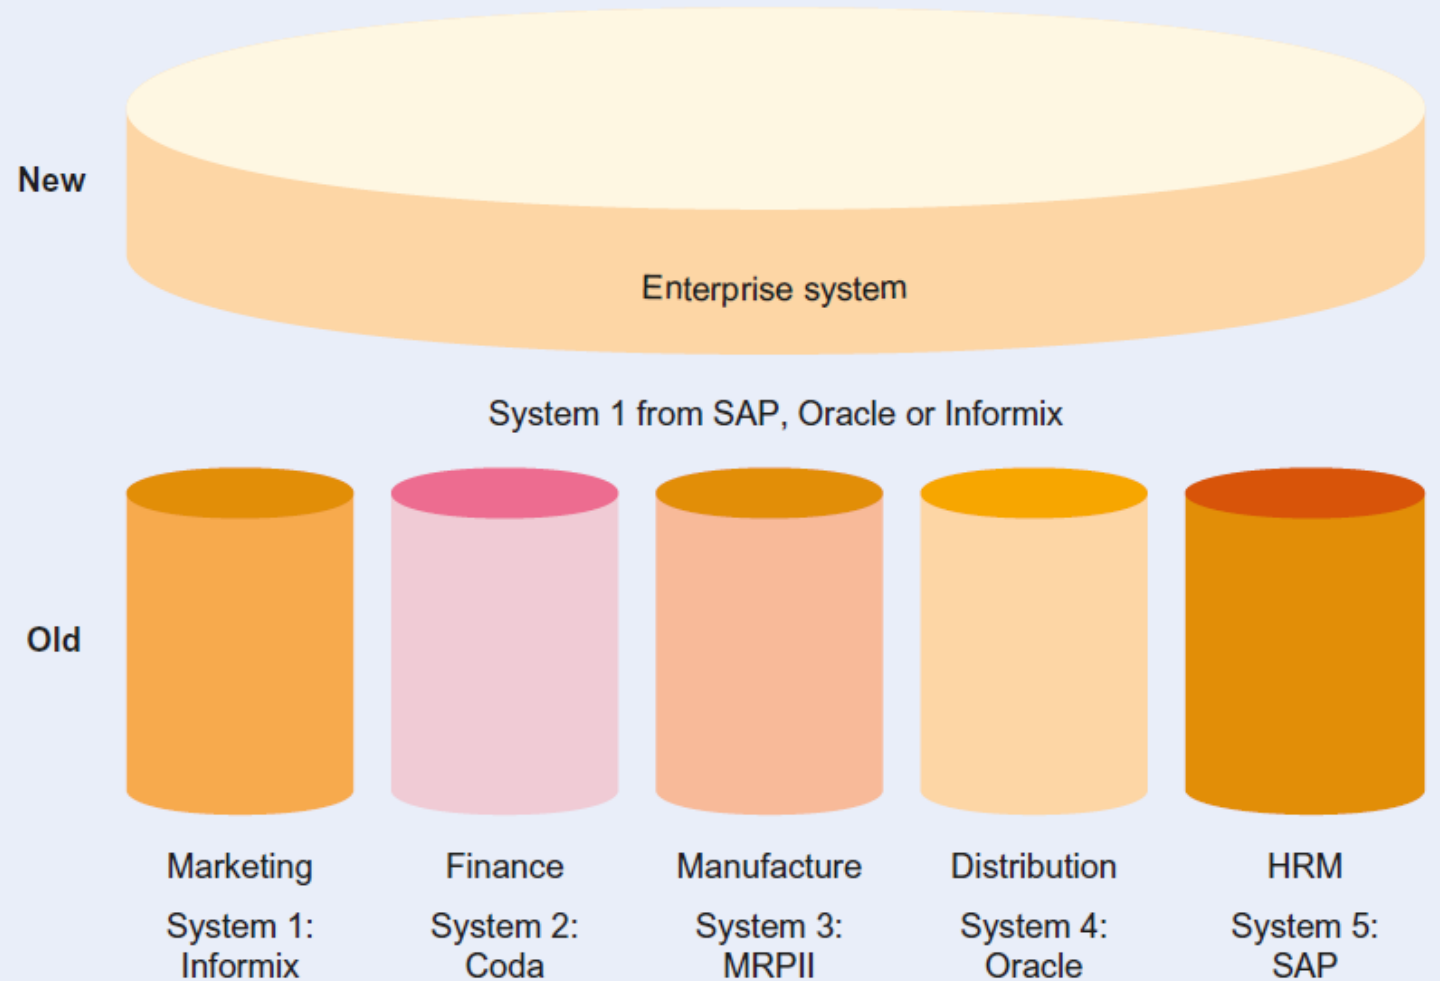 New
Enterprise system
System 1 from SAP, Oracle or Informix
Old
Marketing
Finance
Manufacture
Distribution
HRM
System 1:
Informix
System 2:
Coda
System 3:
MRPII
System 4:
Oracle
System 5:
SAP